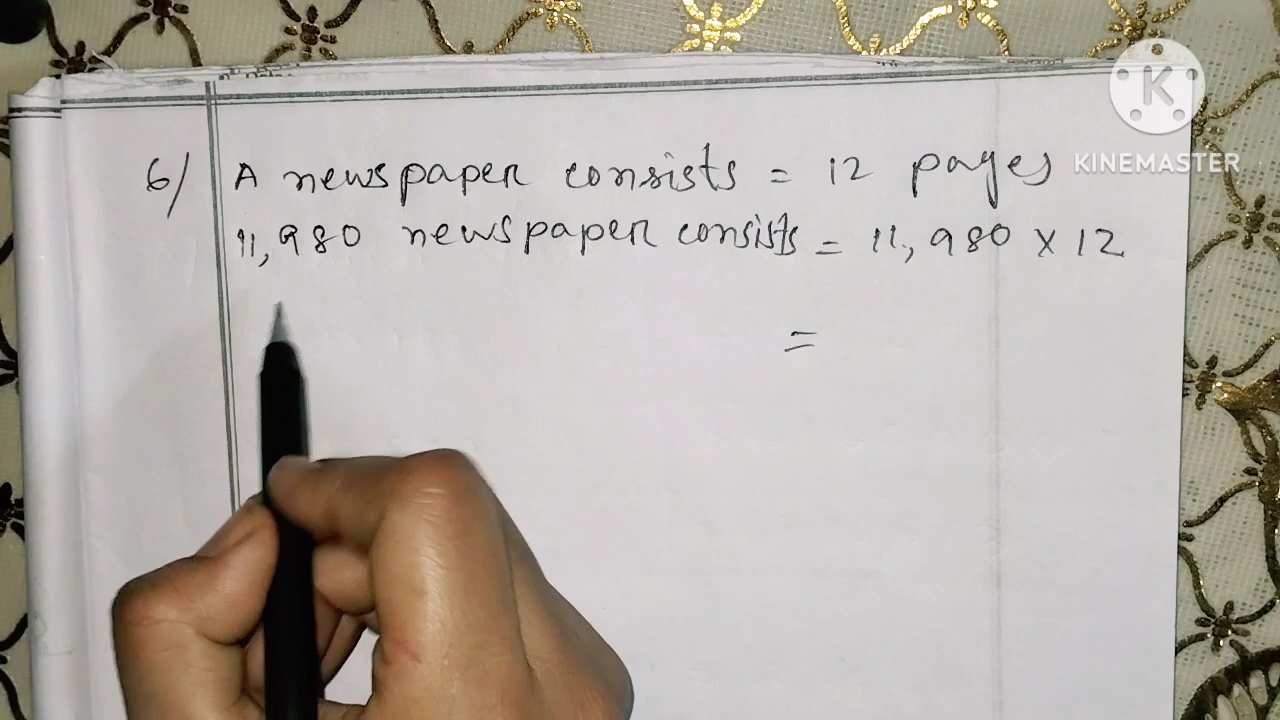 6/ A newspaper consists = 12 pages
11,980 newspaper consists = 11,980 x 12
=
K
KINEMASTER